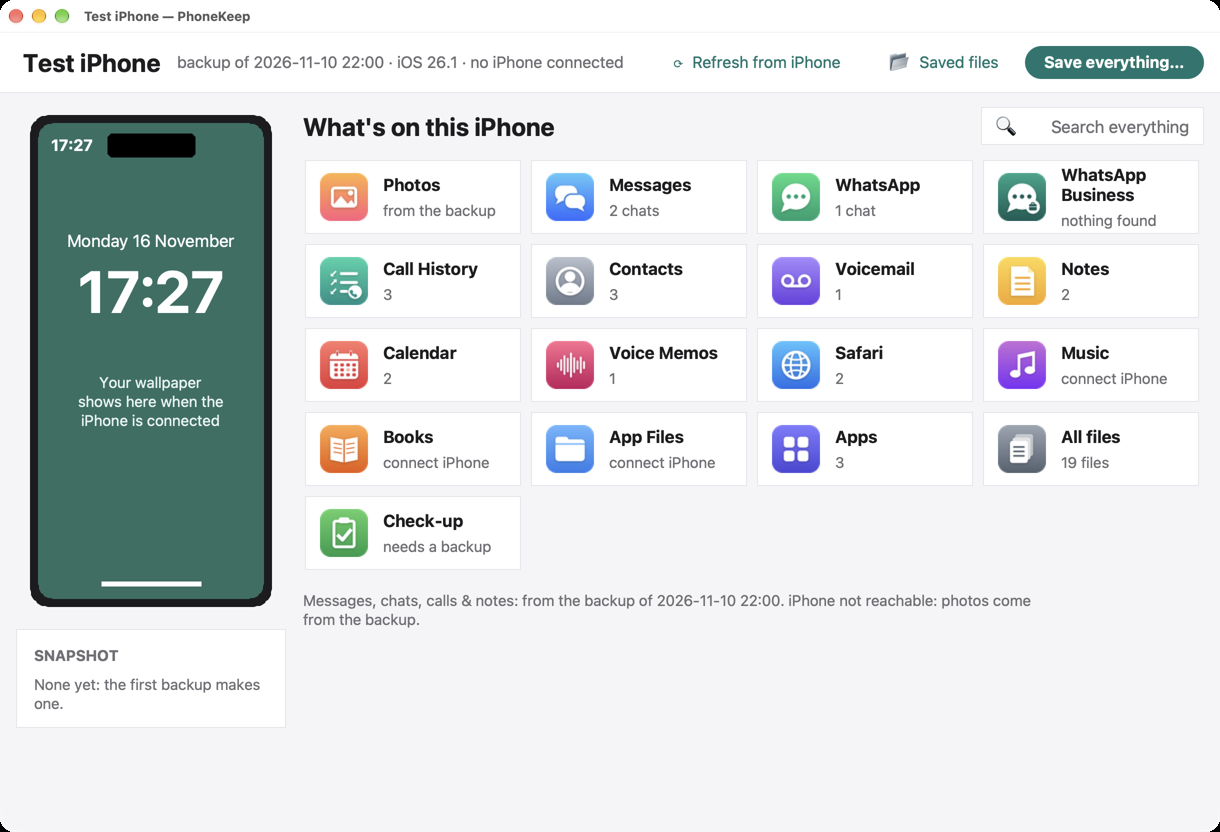 Test iPhone — PhoneKeep
Test iPhone
backup of 2026-11-10 22:00 · iOS 26.1 · no iPhone connected
Refresh from iPhone
Saved files
Save everything...
17:27
Monday 16 November
17:27
Your wallpaper
shows here when the
iPhone is connected
SNAPSHOT
None yet: the first backup makes
one.
What's on this iPhone
Search everything
Photos
from the backup
Messages
2 chats
WhatsApp
1 chat
WhatsApp
Business
nothing found
Call History
3
Contacts
3
Voicemail
1
Notes
2
Calendar
2
Voice Memos
1
Safari
2
Music
connect iPhone
Books
connect iPhone
App Files
connect iPhone
Apps
3
All files
19 files
Check-up
needs a backup
Messages, chats, calls & notes: from the backup of 2026-11-10 22:00. iPhone not reachable: photos come
from the backup.